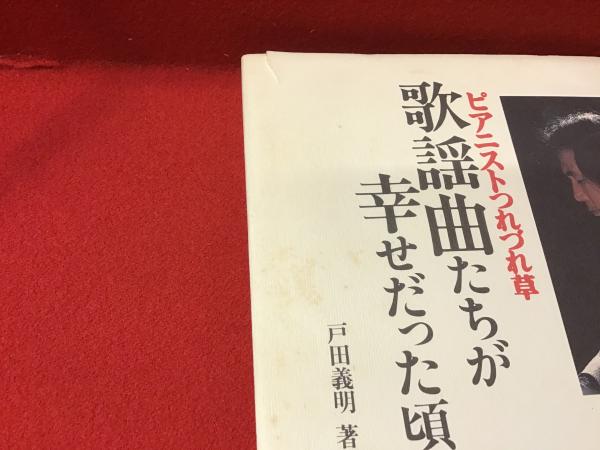 ピアニストつれづれ草
歌謡曲たちが
幸せだった頃
戸田義明 著